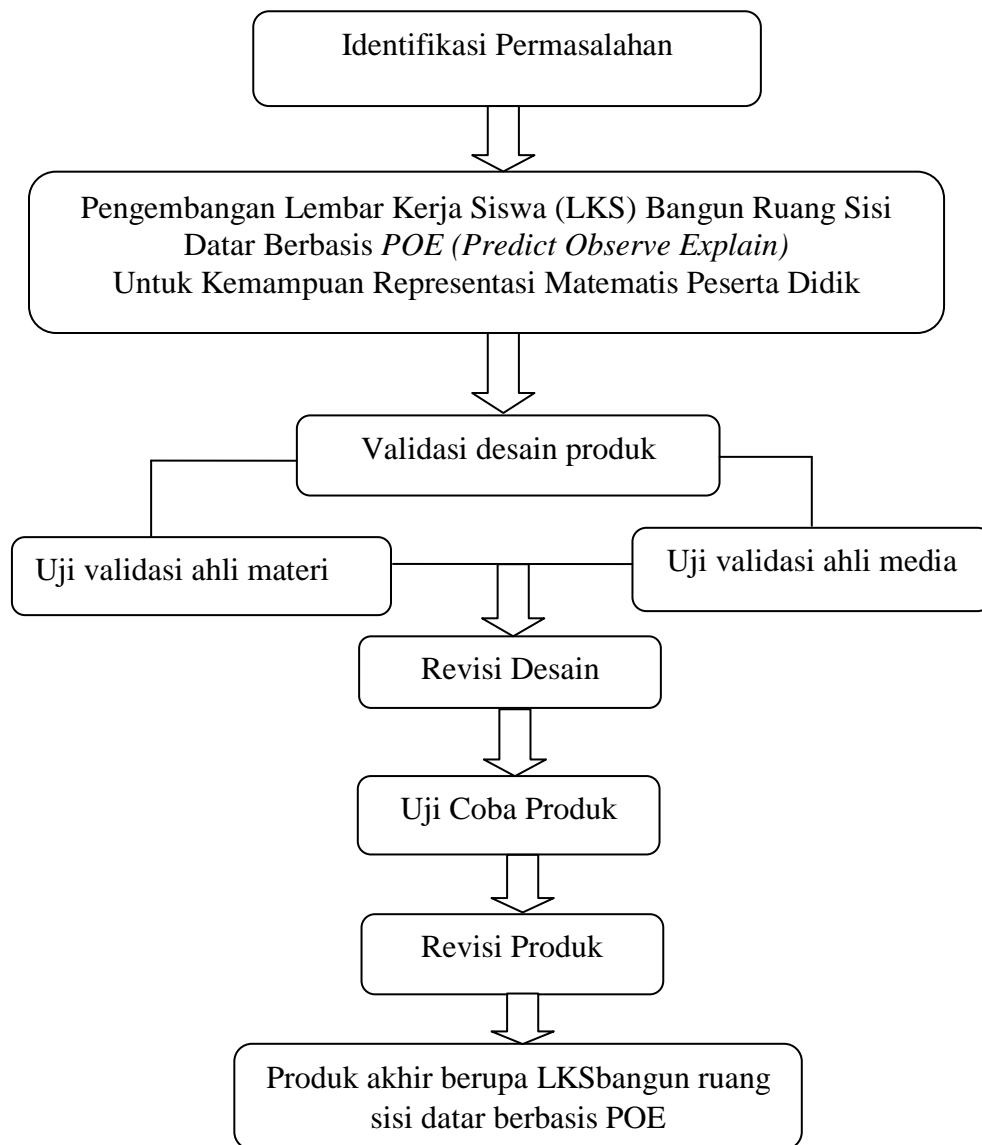 Identifikasi Permasalahan
Pengembangan Lembar Kerja Siswa (LKS) Bangun Ruang Sisi
Datar Berbasis POE (Predict Observe Explain)
Untuk Kemampuan Representasi Matematis Peserta Didik
Validasi desain produk
Uji validasi ahli materi
Uji validasi ahli media
Revisi Desain
Uji Coba Produk
Revisi Produk
Produk akhir berupa LKSbangun ruang
sisi datar berbasis POE